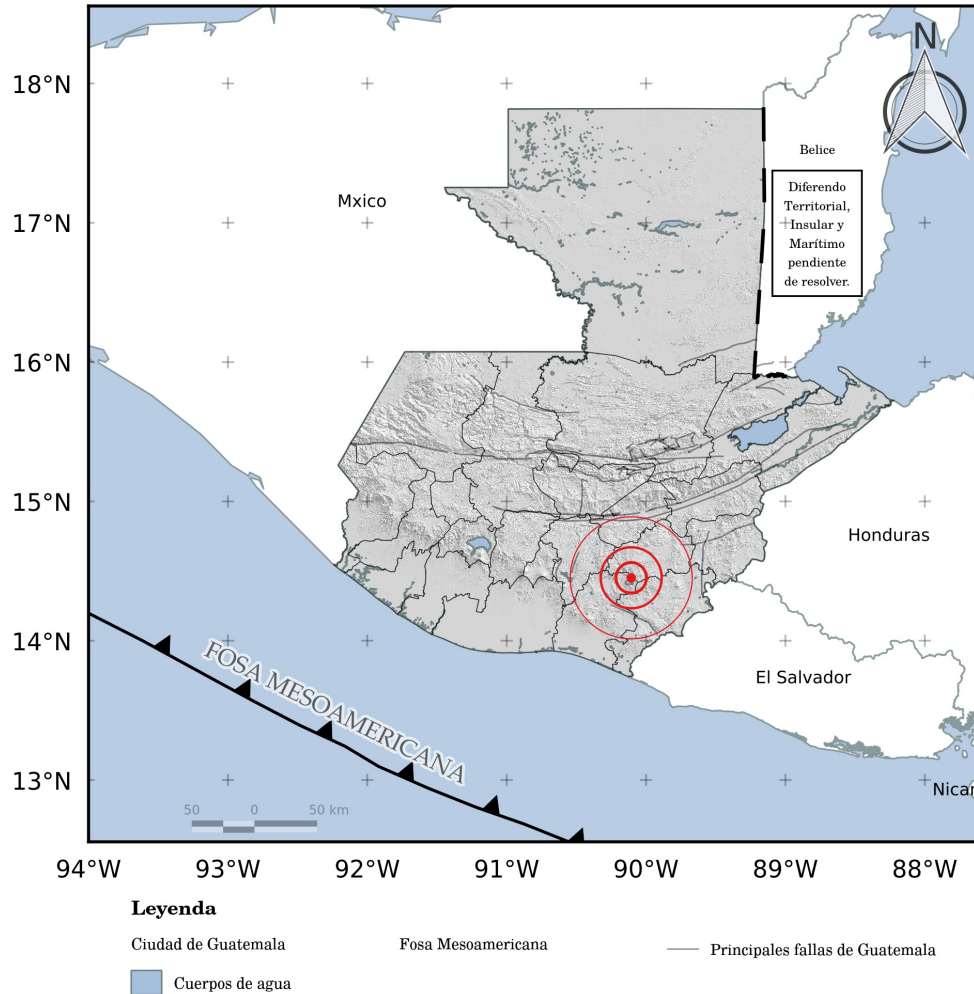 N
18°N
Belice
Diferendo
Territorial,
Insular y
Marítimo
pendiente
de resolver.
Mxico
17°N
16°N
15°N
Honduras
14°N
FOSA MESOAMERICANA
El Salvador
13°N
Nicar
50 0 50 km
94°W 93°W 92°W 91°W 90°W 89°W 88°W
Leyenda
Ciudad de Guatemala Fosa Mesoamericana Principales fallas de Guatemala
Cuerpos de agua